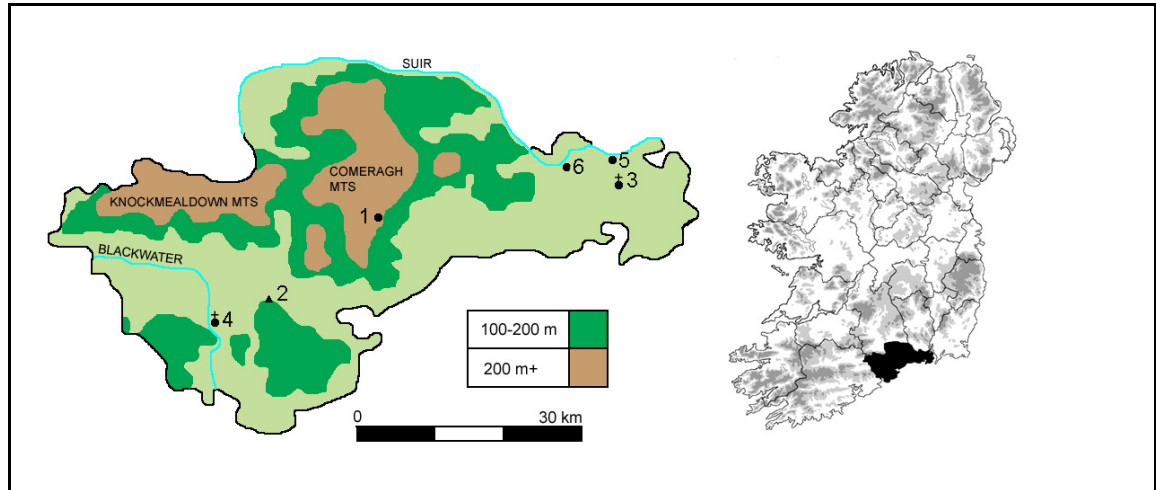 SUIR
COMERAGH
MTS
KNOCKMEALDOWN MTS
BLACKWATER
1
2
3
4
5
6
100-200 m
200 m+
0 30 km